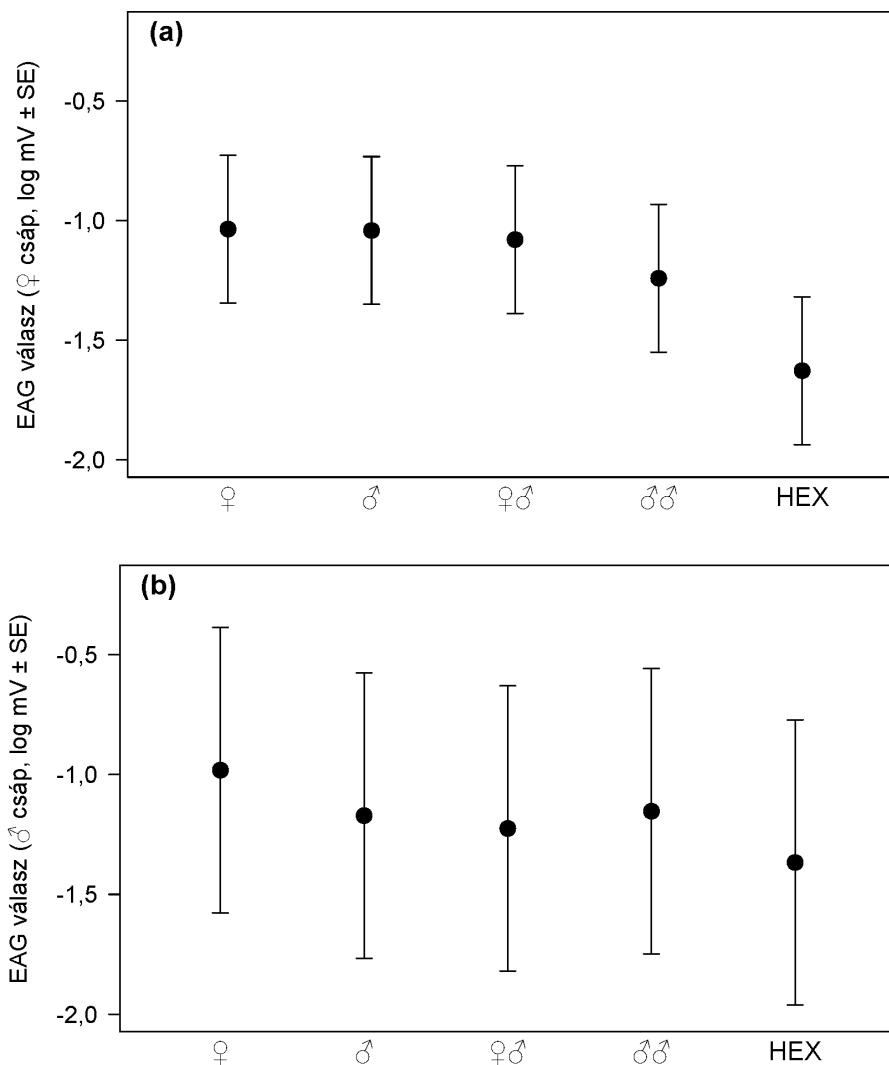 (a)
EAG válasz (♀ csáp, log mV ± SE)
-0,5
-1,0
-1,5
-2,0
♀ ♂ ♀♂ ♂♂ HEX
(b)
EAG válasz (♂ csáp, log mV ± SE)
-0,5
-1,0
-1,5
-2,0
♀ ♂ ♀♂ ♂♂ HEX